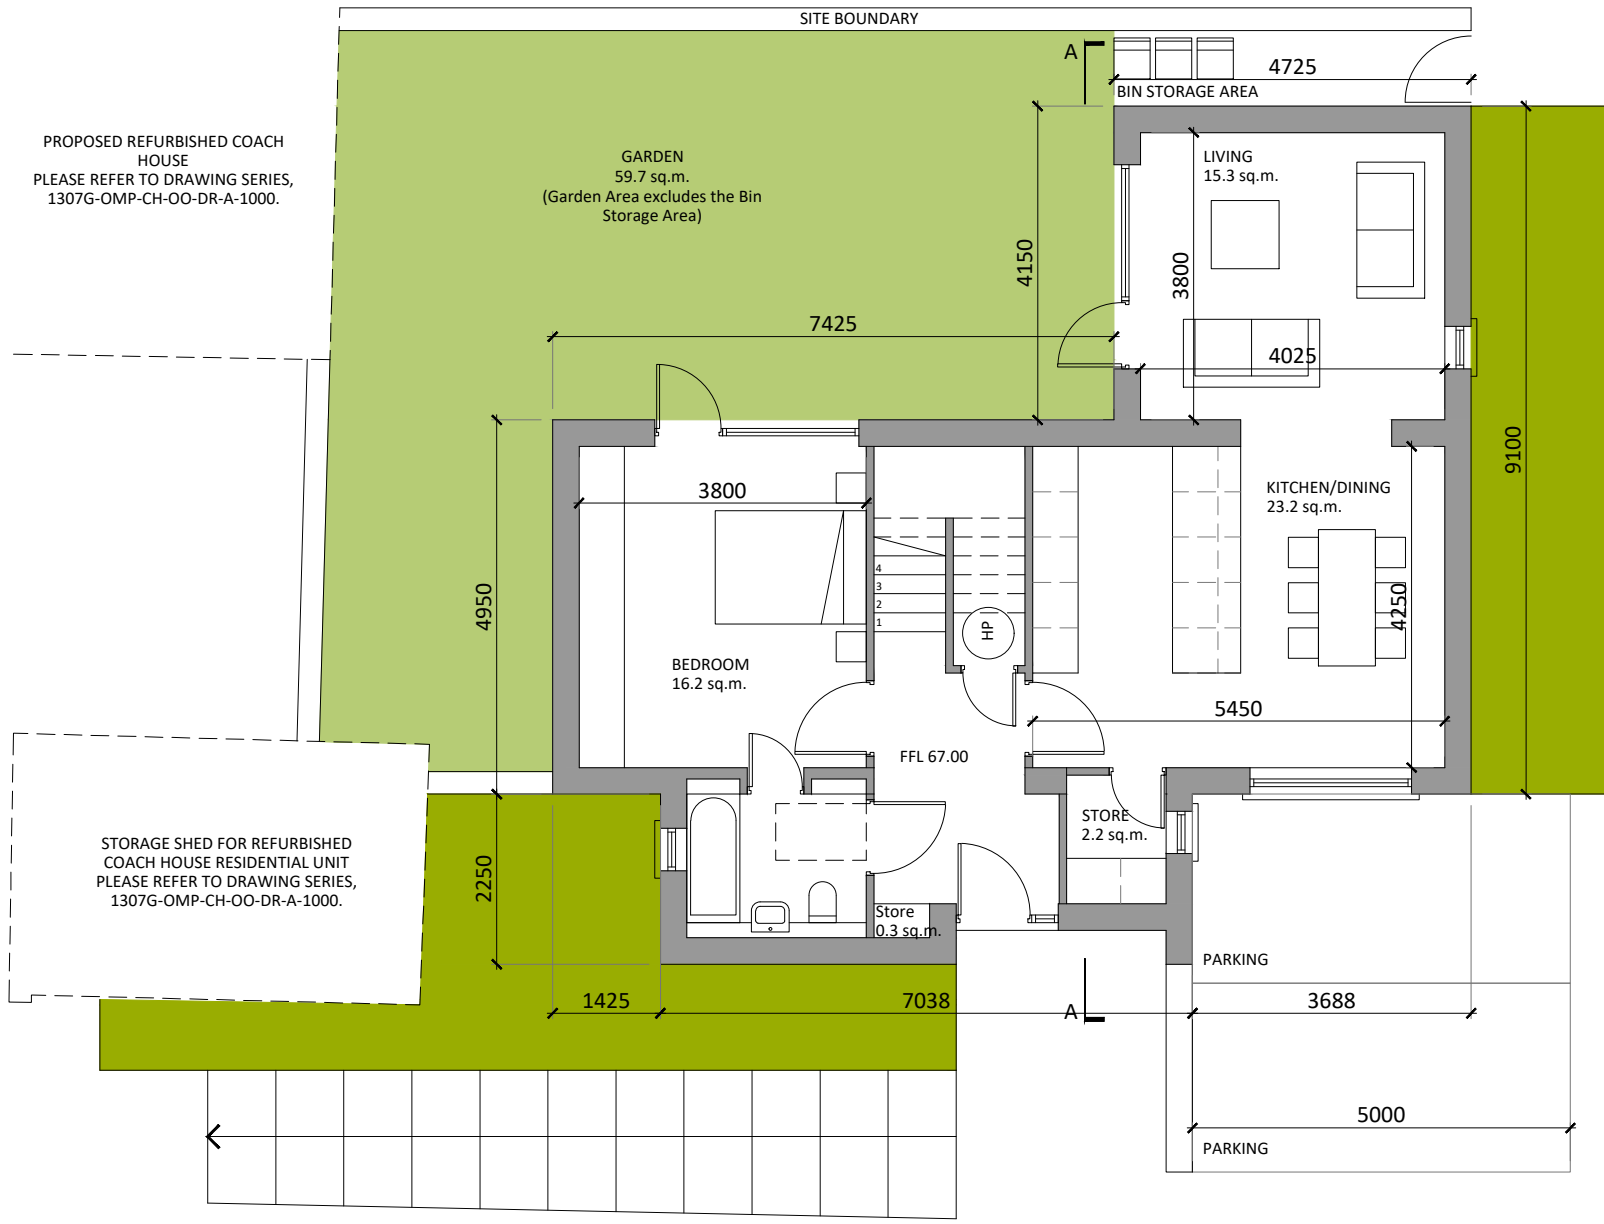 SITE BOUNDARY
A
4725
BIN STORAGE AREA
PROPOSED REFURBISHED COACH
HOUSE
PLEASE REFER TO DRAWING SERIES,
1307G-OMP-CH-OO-DR-A-1000.
GARDEN
59.7 sq.m.
(Garden Area excludes the Bin
Storage Area)
LIVING
15.3 sq.m.
4150
3800
7425
4025
9100
3800
KITCHEN/DINING
23.2 sq.m.
4950
4
3
2
1
HP
4250
BEDROOM
16.2 sq.m.
5450
FFL 67.00
STORE
2.2 sq.m.
STORAGE SHED FOR REFURBISHED
COACH HOUSE RESIDENTIAL UNIT
PLEASE REFER TO DRAWING SERIES,
1307G-OMP-CH-OO-DR-A-1000.
2250
Store
0.3 sq.m.
PARKING
1425
7038
A
3688
5000
PARKING